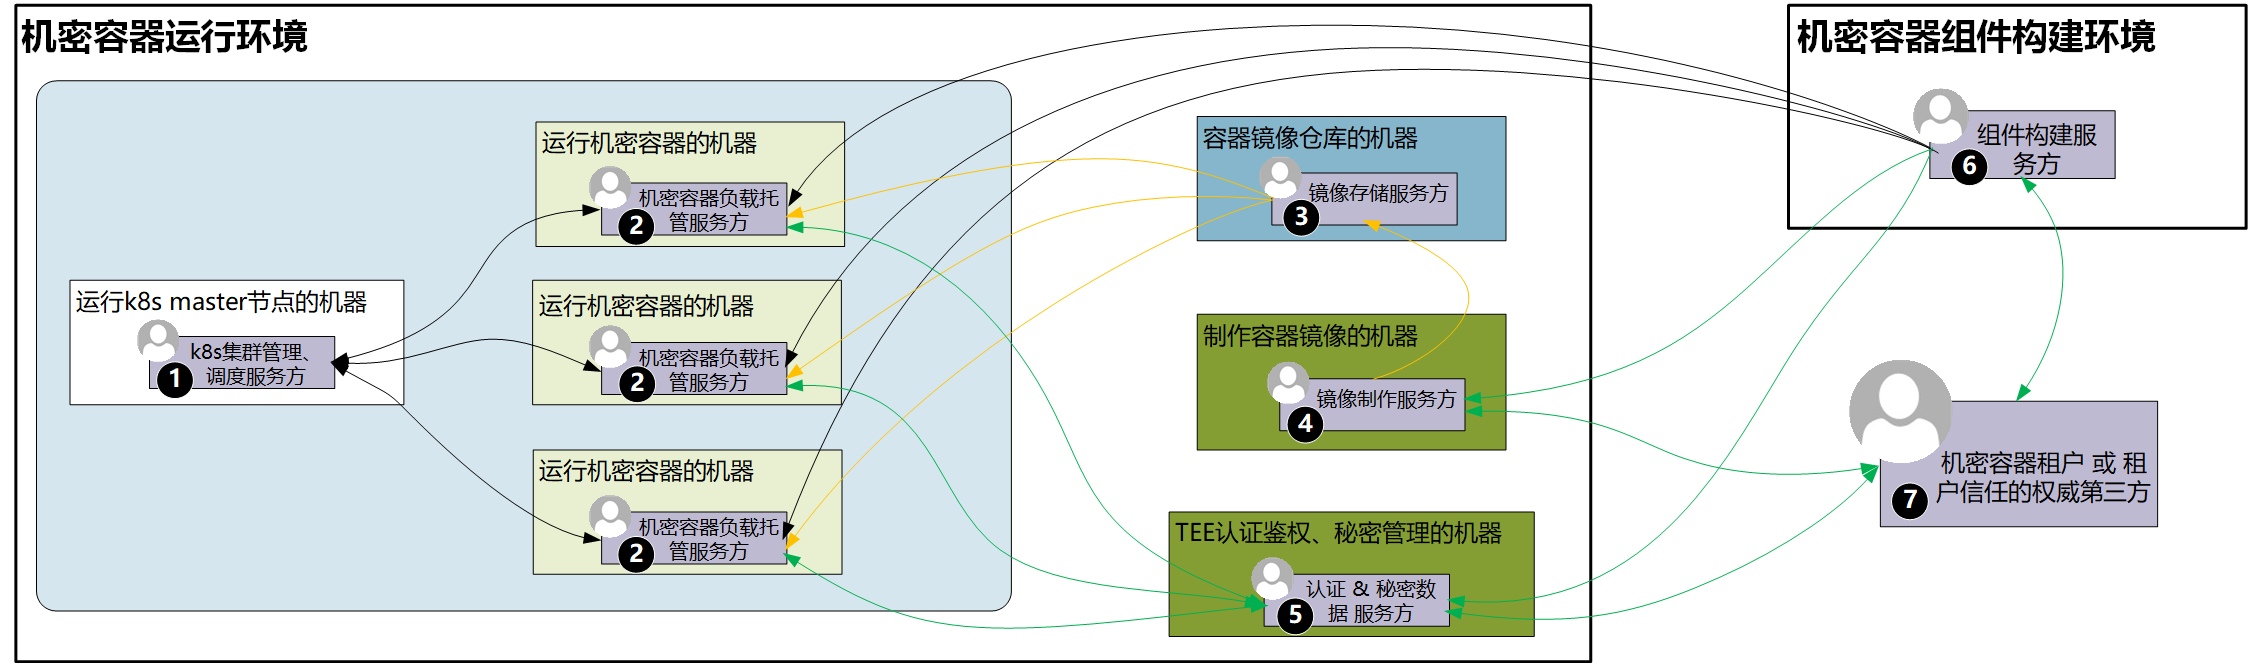 机密容器运行环境
运行k8s master节点的机器
k8s集群管理、
调度服务方
1
运行机密容器的机器
机密容器负载托
管服务方
2
运行机密容器的机器
机密容器负载托
管服务方
2
运行机密容器的机器
机密容器负载托
管服务方
2
容器镜像仓库的机器
镜像存储服务方
3
制作容器镜像的机器
镜像制作服务方
4
TEE认证鉴权、秘密管理的机器
认证 & 秘密数
据 服务方
5
机密容器组件构建环境
组件构建服
务方
6
机密容器租户 或 租
户信任的权威第三方
7